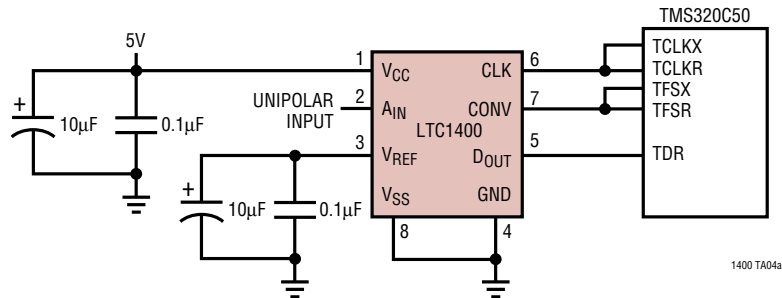 TMS320C50
5V
1
VCC
CLK
6
TCLKX
TCLKR
+
10µF
0.1µF
UNIPOLAR
INPUT
2
AIN
CONV
7
TFSX
TFSR
LTC1400
3
VREF
DOUT
5
TDR
+
10µF
0.1µF
VSS
GND
8
4
1400 TA04a